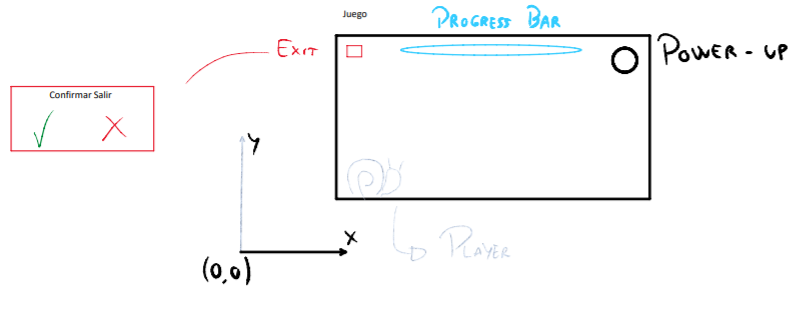 Juego
PROGRESS BAR
EXIT
POWER-UP
Confirmar Salir
y
x
(0,0)
PLAYER